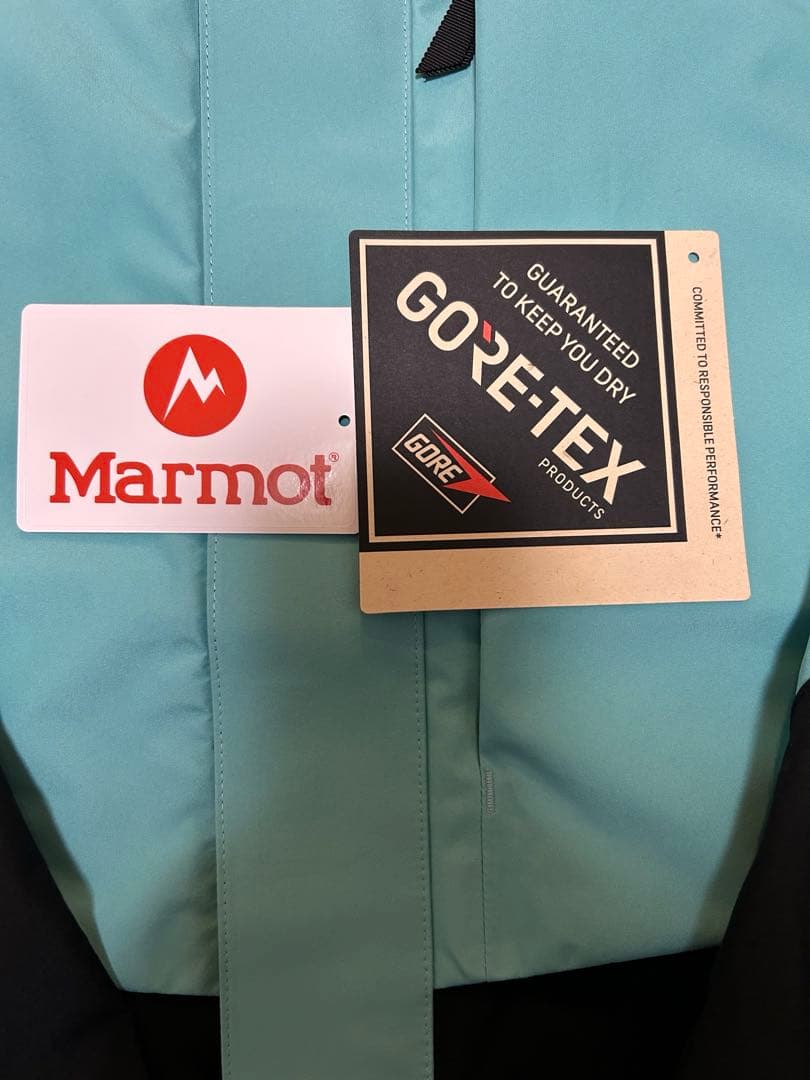 Marmot®
GUARANTEED
TO KEEP YOU DRY
GORE-TEX
PRODUCTS
GORE
COMMITTED TO RESPONSIBLE PERFORMANCE*